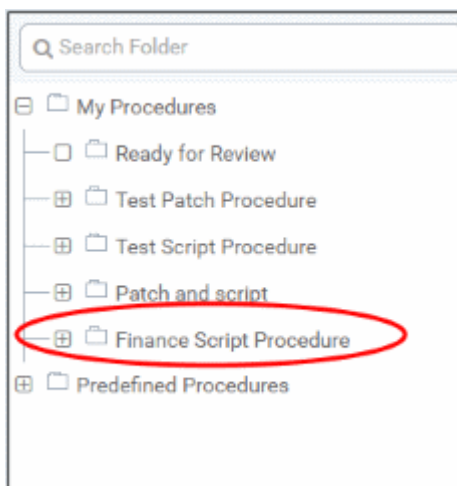 Search Folder
My Procedures
Ready for Review
Test Patch Procedure
Test Script Procedure
Patch and script
Finance Script Procedure
Predefined Procedures